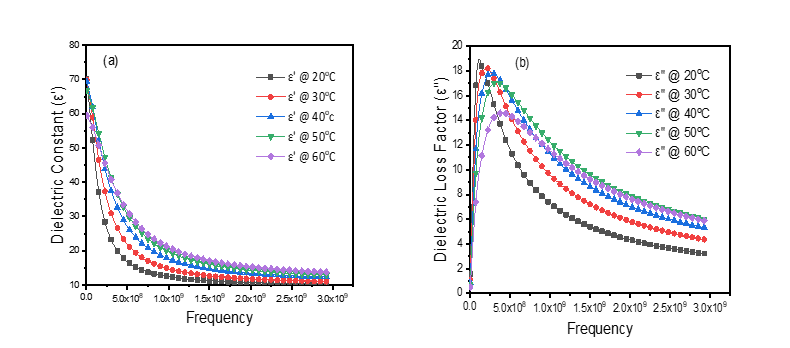 (a)
Dielectric Constant (ε')
80
70
60
50
40
30
20
10
ε' @ 20°C
ε' @ 30°C
ε' @ 40°c
ε' @ 50°C
ε' @ 60°C
0.0
5.0x10⁸
1.0x10⁹
1.5x10⁹
2.0x10⁹
2.5x10⁹
3.0x10⁹
Frequency
(b)
Dielectric Loss Factor (ε'')
20
18
16
14
12
10
8
6
4
2
0
ε'' @ 20°C
ε'' @ 30°C
ε'' @ 40°C
ε'' @ 50°C
ε'' @ 60°C
0.0
5.0x10⁸
1.0x10⁹
1.5x10⁹
2.0x10⁹
2.5x10⁹
3.0x10⁹
Frequency